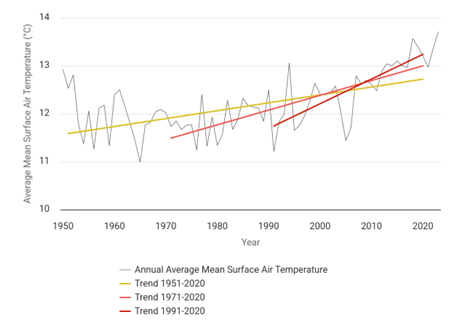 14
13
12
11
10
Average Mean Surface Air Temperature (°C)
1950 1960 1970 1980 1990 2000 2010 2020
Year
Annual Average Mean Surface Air Temperature
Trend 1951-2020
Trend 1971-2020
Trend 1991-2020